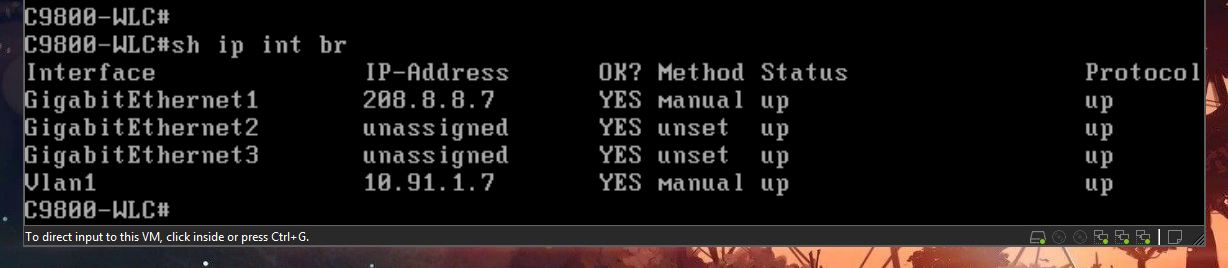 C9800-WLC#
C9800-WLC#sh ip int br
Interface IP-Address OK? Method Status Protocol
GigabitEthernet1 208.8.8.7 YES manual up up
GigabitEthernet2 unassigned YES unset up up
GigabitEthernet3 unassigned YES unset up up
Vlan1 10.91.1.7 YES manual up up
C9800-WLC#
To direct input to this VM, click inside or press Ctrl+G.